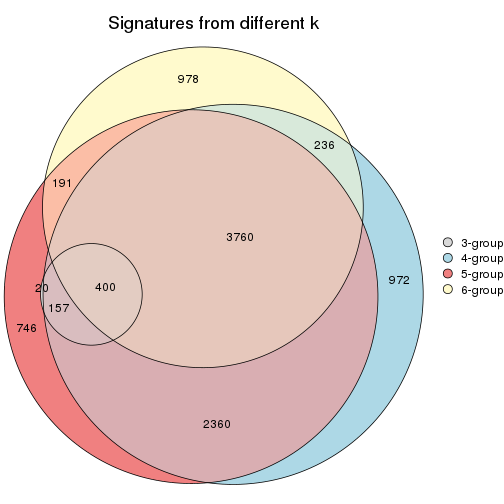 Signatures from different k
978
236
191
3760
972
20
400
157
746
2360
3-group
4-group
5-group
6-group